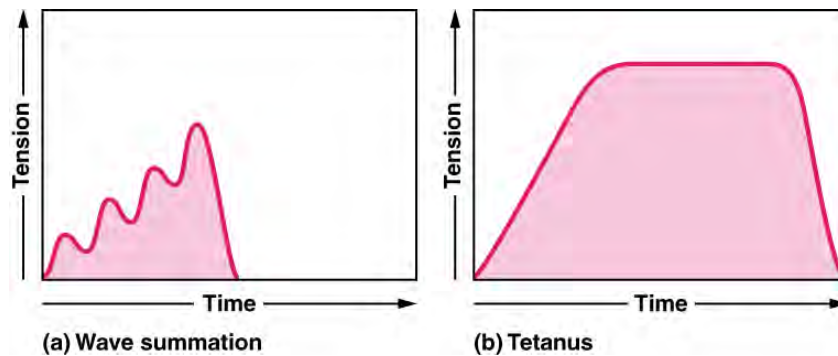 Tension
Time
(a) Wave summation
Tension
Time
(b) Tetanus